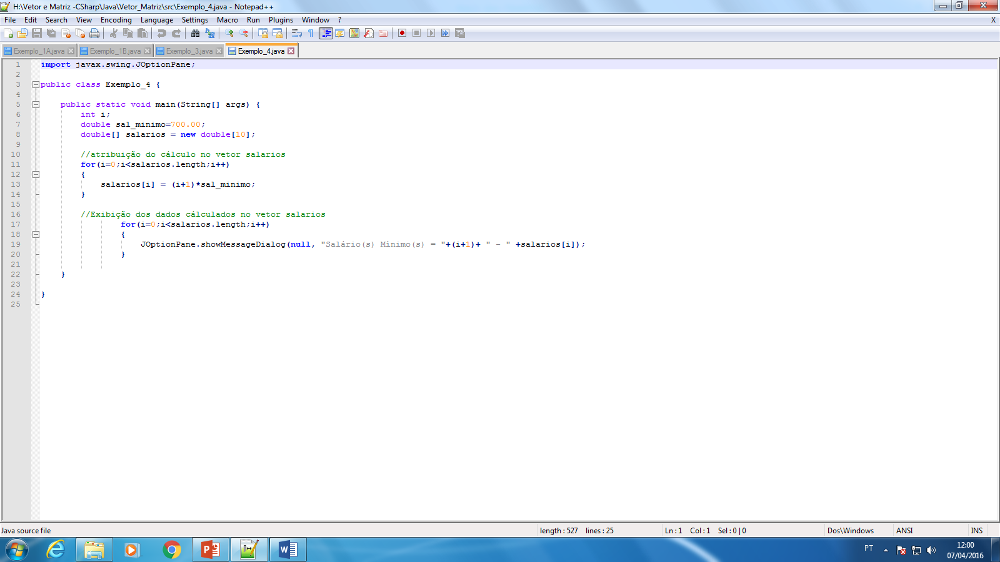 H:\Vetor e Matriz -CSharp\Java\Vetor_Matriz\src\Exemplo_4.java - Notepad++
File Edit Search View Encoding Language Settings Macro Run Plugins Window ? X
Exemplo_1A.java Exemplo_1B.java Exemplo_3.java Exemplo_4.java
1 import javax.swing.JOptionPane;
2
3 public class Exemplo_4 {
4
5 public static void main(String[] args) {
6 int i;
7 double sal_minimo=700.00;
8 double[] salarios = new double[10];
9
10 //atribuição do cálculo no vetor salarios
11 for(i=0;i<salarios.length;i++)
12 {
13 salarios[i] = (i+1)*sal_minimo;
14 }
15
16 //Exibição dos dados cálculados no vetor salarios
17 for(i=0;i<salarios.length;i++)
18 {
19 JOptionPane.showMessageDialog(null, "Salário(s) Mínimo(s) = "+(i+1)+ " - " +salarios[i]);
20 }
21
22 }
23
24 }
25
Java source file length : 527 lines : 25 Ln : 1 Col : 1 Sel : 0 | 0 Dos\Windows ANSI INS
PT 12:00
07/04/2016